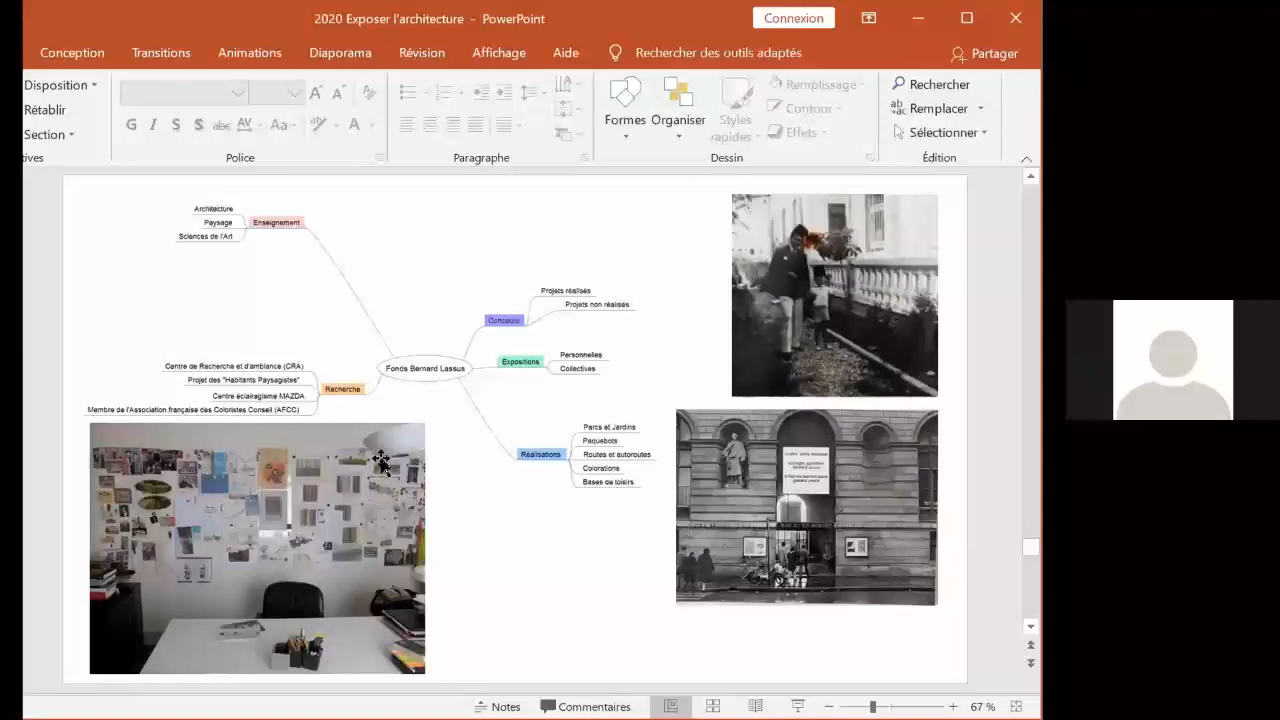 2020 Exposer l'architecture - PowerPoint
Connexion
Conception Transitions Animations Diaporama Révision Affichage Aide Rechercher des outils adaptés Partager
Disposition
Rétablir
Section
ives
G I S S abc AV Aa A
Police
Paragraphe
Formes
Organiser
Styles
rapides
Remplissage
Contour
Effets
Dessin
Rechercher
Remplacer
Sélectionner
Édition
Architecture
Paysage
Sciences de l'Art
Enseignement
Projets réalisés
Projets non réalisés
Concours
Fonds Bernard Lassus
Expositions
Personnelles
Collectives
Centre de Recherche et d'ambiance (CRA)
Projet des "Habitants Paysagistes"
Centre éclairagisme MAZDA
Membre de l'Association française des Coloristes Conseil (AFCC)
Recherche
Réalisations
Parcs et Jardins
Paquebots
Routes et autoroutes
Colorations
Bases de loisirs
Notes
Commentaires
67 %